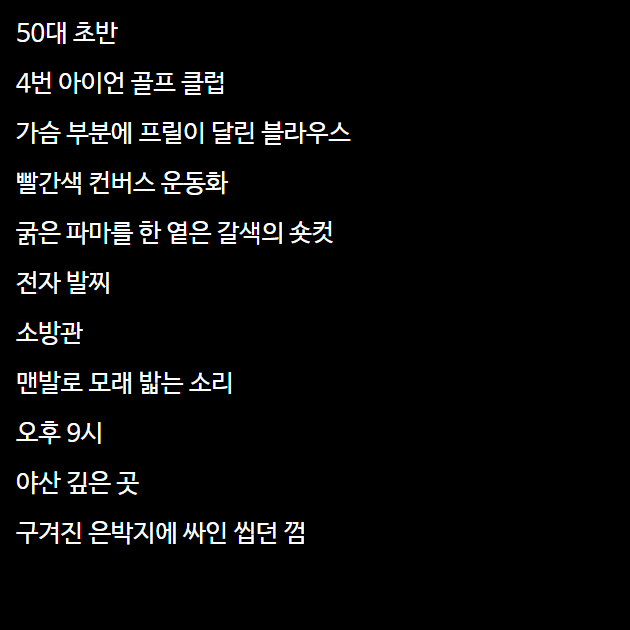 50대 초반
4번 아이언 골프 클럽
가슴 부분에 프릴이 달린 블라우스
빨간색 컨버스 운동화
굵은 파마를 한 옅은 갈색의 숏컷
전자 발찌
소방관
맨발로 모래 밟는 소리
오후 9시
야산 깊은 곳
구겨진 은박지에 싸인 씹던 껌